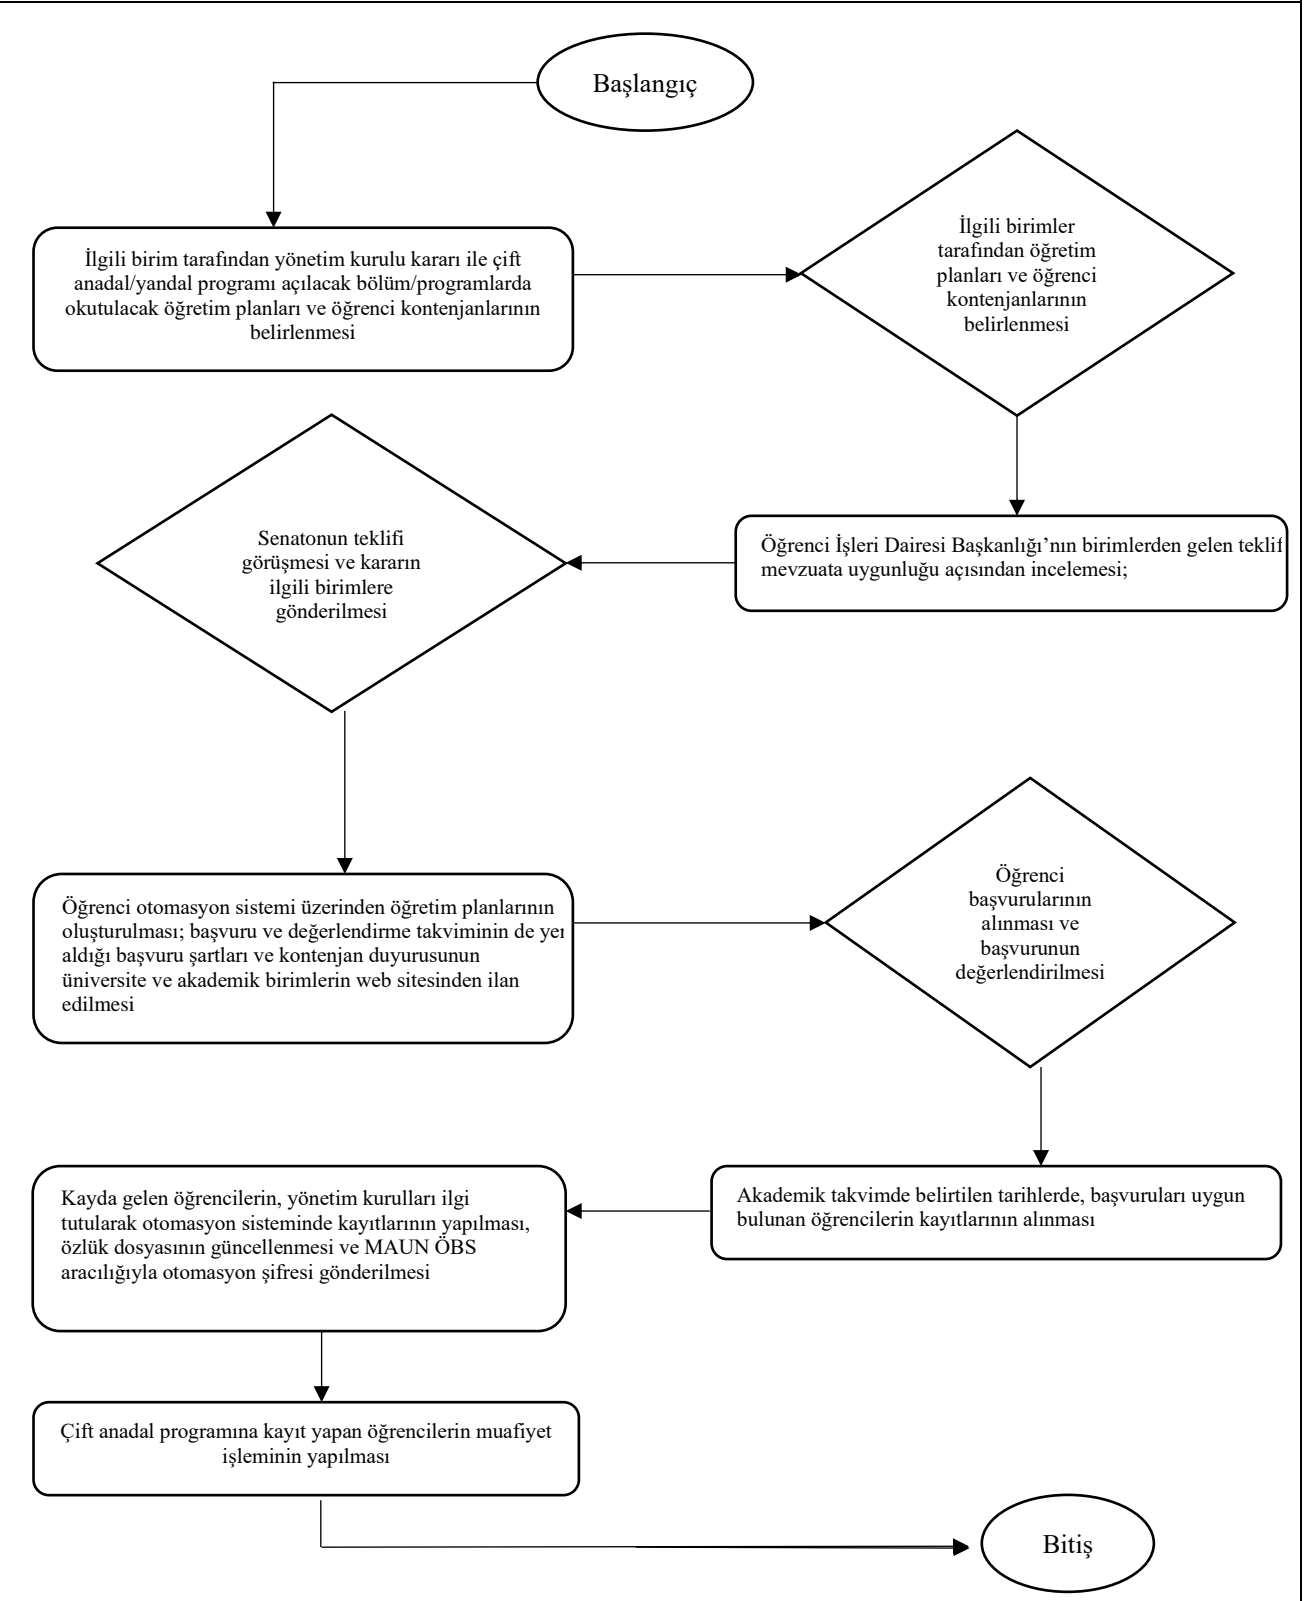 Başlangıç
İlgili birim tarafından yönetim kurulu kararı ile çift
anadal/yandal programı açılacak bölüm/programlarda
okutulacak öğretim planları ve öğrenci kontenjanlarının
belirlenmesi
İlgili birimler
tarafından öğretim
planları ve öğrenci
kontenjanlarının
belirlenmesi
Öğrenci İşleri Dairesi Başkanlığı’nın birimlerden gelen teklif
mevzuata uygunluğu açısından incelemesi;
Senatonun teklifi
görüşmesi ve kararın
ilgili birimlere
gönderilmesi
Öğrenci otomasyon sistemi üzerinden öğretim planlarının
oluşturulması; başvuru ve değerlendirme takviminin de yer
aldığı başvuru şartları ve kontenjan duyurusunun
üniversite ve akademik birimlerin web sitesinden ilan
edilmesi
Öğrenci
başvurularının
alınması ve
başvurunun
değerlendirilmesi
Akademik takvimde belirtilen tarihlerde, başvuruları uygun
bulunan öğrencilerin kayıtlarının alınması
Kayda gelen öğrencilerin, yönetim kurulları ilgi
tutularak otomasyon sisteminde kayıtlarının yapılması,
özlük dosyasının güncellenmesi ve MAUN ÖBS
aracılığıyla otomasyon şifresi gönderilmesi
Çift anadal programına kayıt yapan öğrencilerin muafiyet
işleminin yapılması
Bitiş